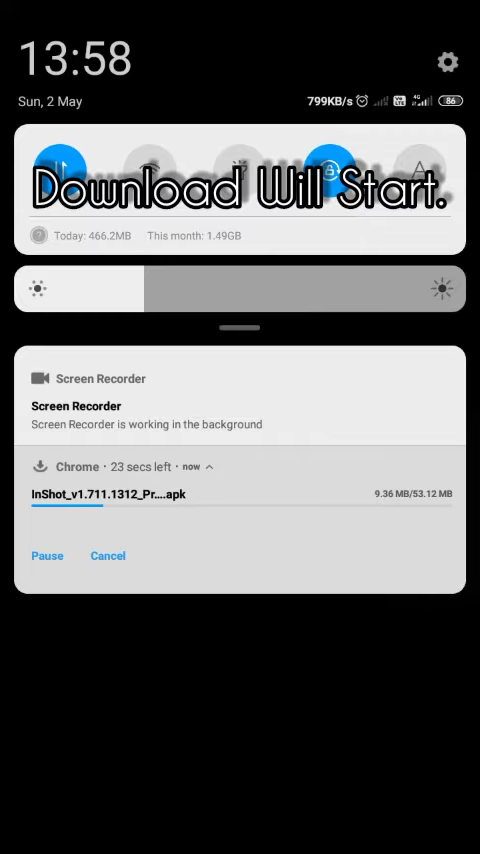 13:58
Sun, 2 May
799KB/s
4G
86
Download Will Start.
Today: 466.2MB This month: 1.49GB
Screen Recorder
Screen Recorder
Screen Recorder is working in the background
Chrome · 23 secs left · now
InShot_v1.711.1312_Pr....apk
9.36 MB/53.12 MB
Pause Cancel